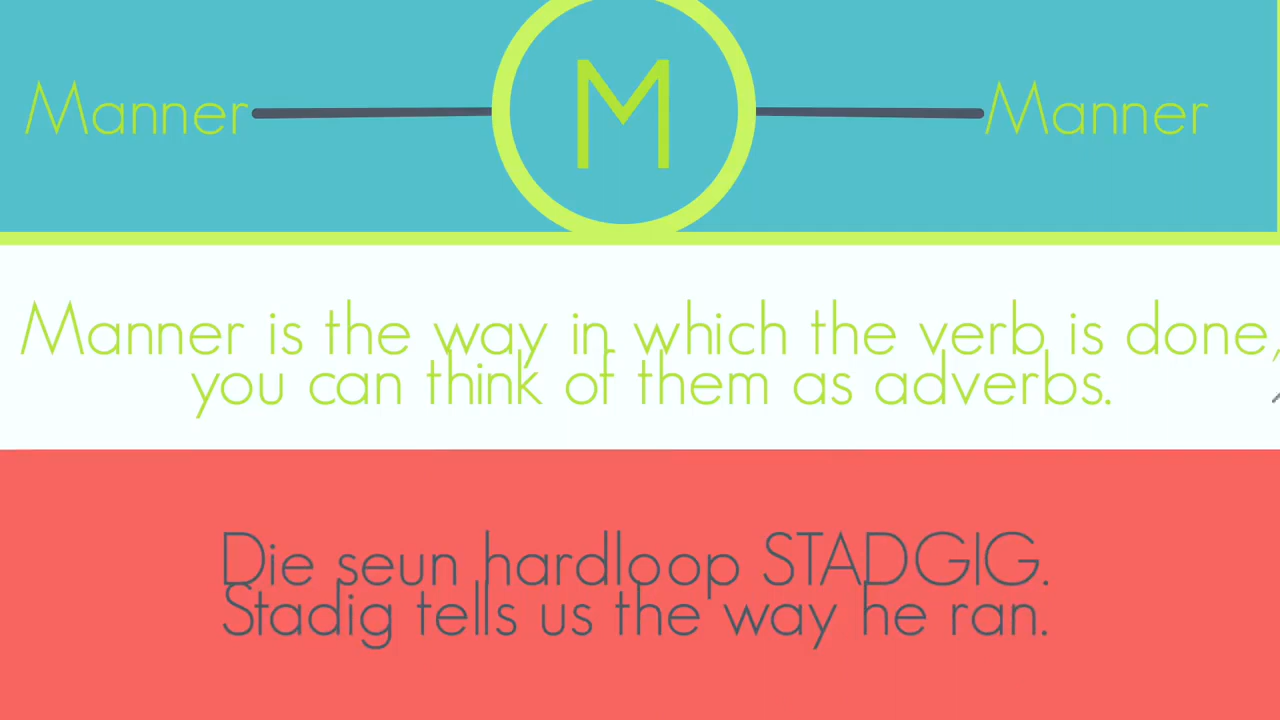 Manner M Manner
Manner is the way in which the verb is done,
you can think of them as adverbs.
Die seun hardloop STADGIG.
Stadig tells us the way he ran.